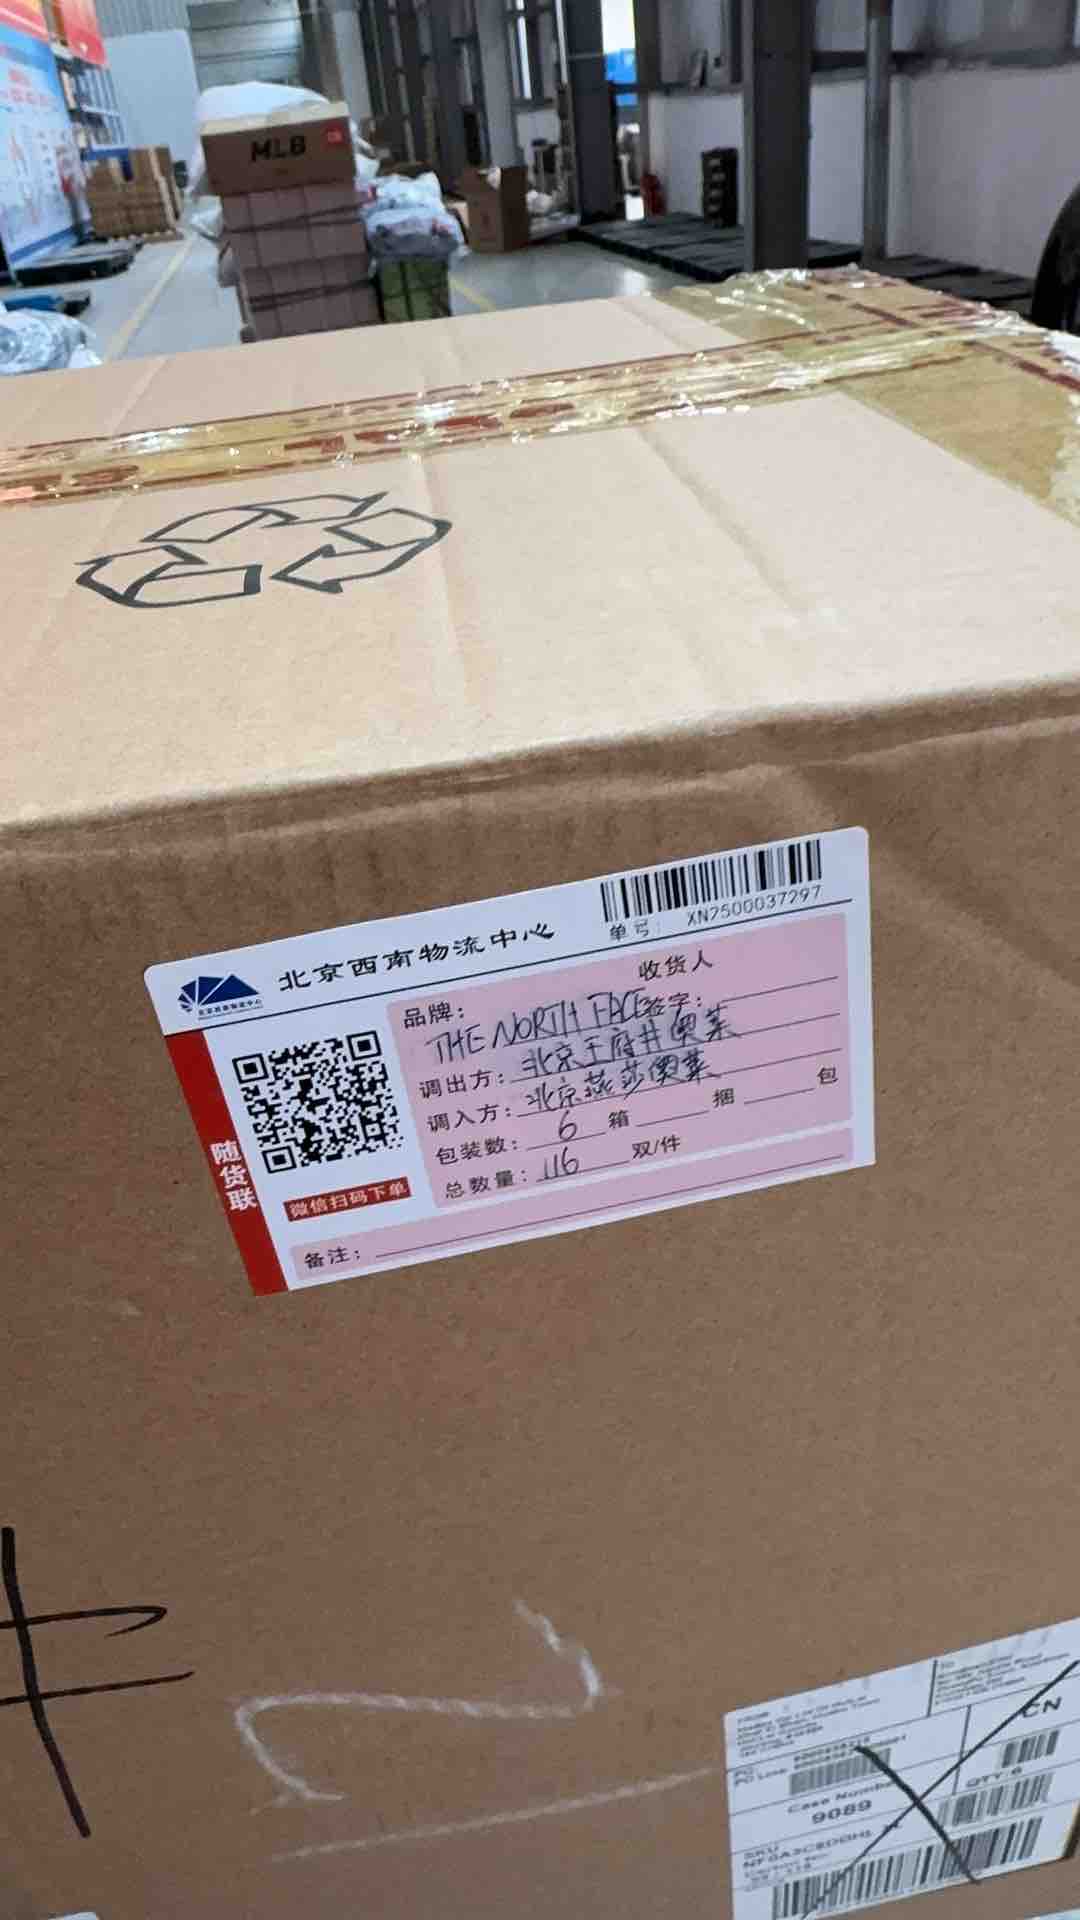 MLB
北京西南物流中心
单号: XN2500037297
收货人
签字:
品牌: THE NORTH FACE
调出方: 北京王府井奥莱
调入方: 北京燕莎奥莱
包装数: 6 箱 捆 包
总数量: 116 双/件
备注:
随货联
微信扫码下单
CN
Case Number
9089
QTY 6
SKU